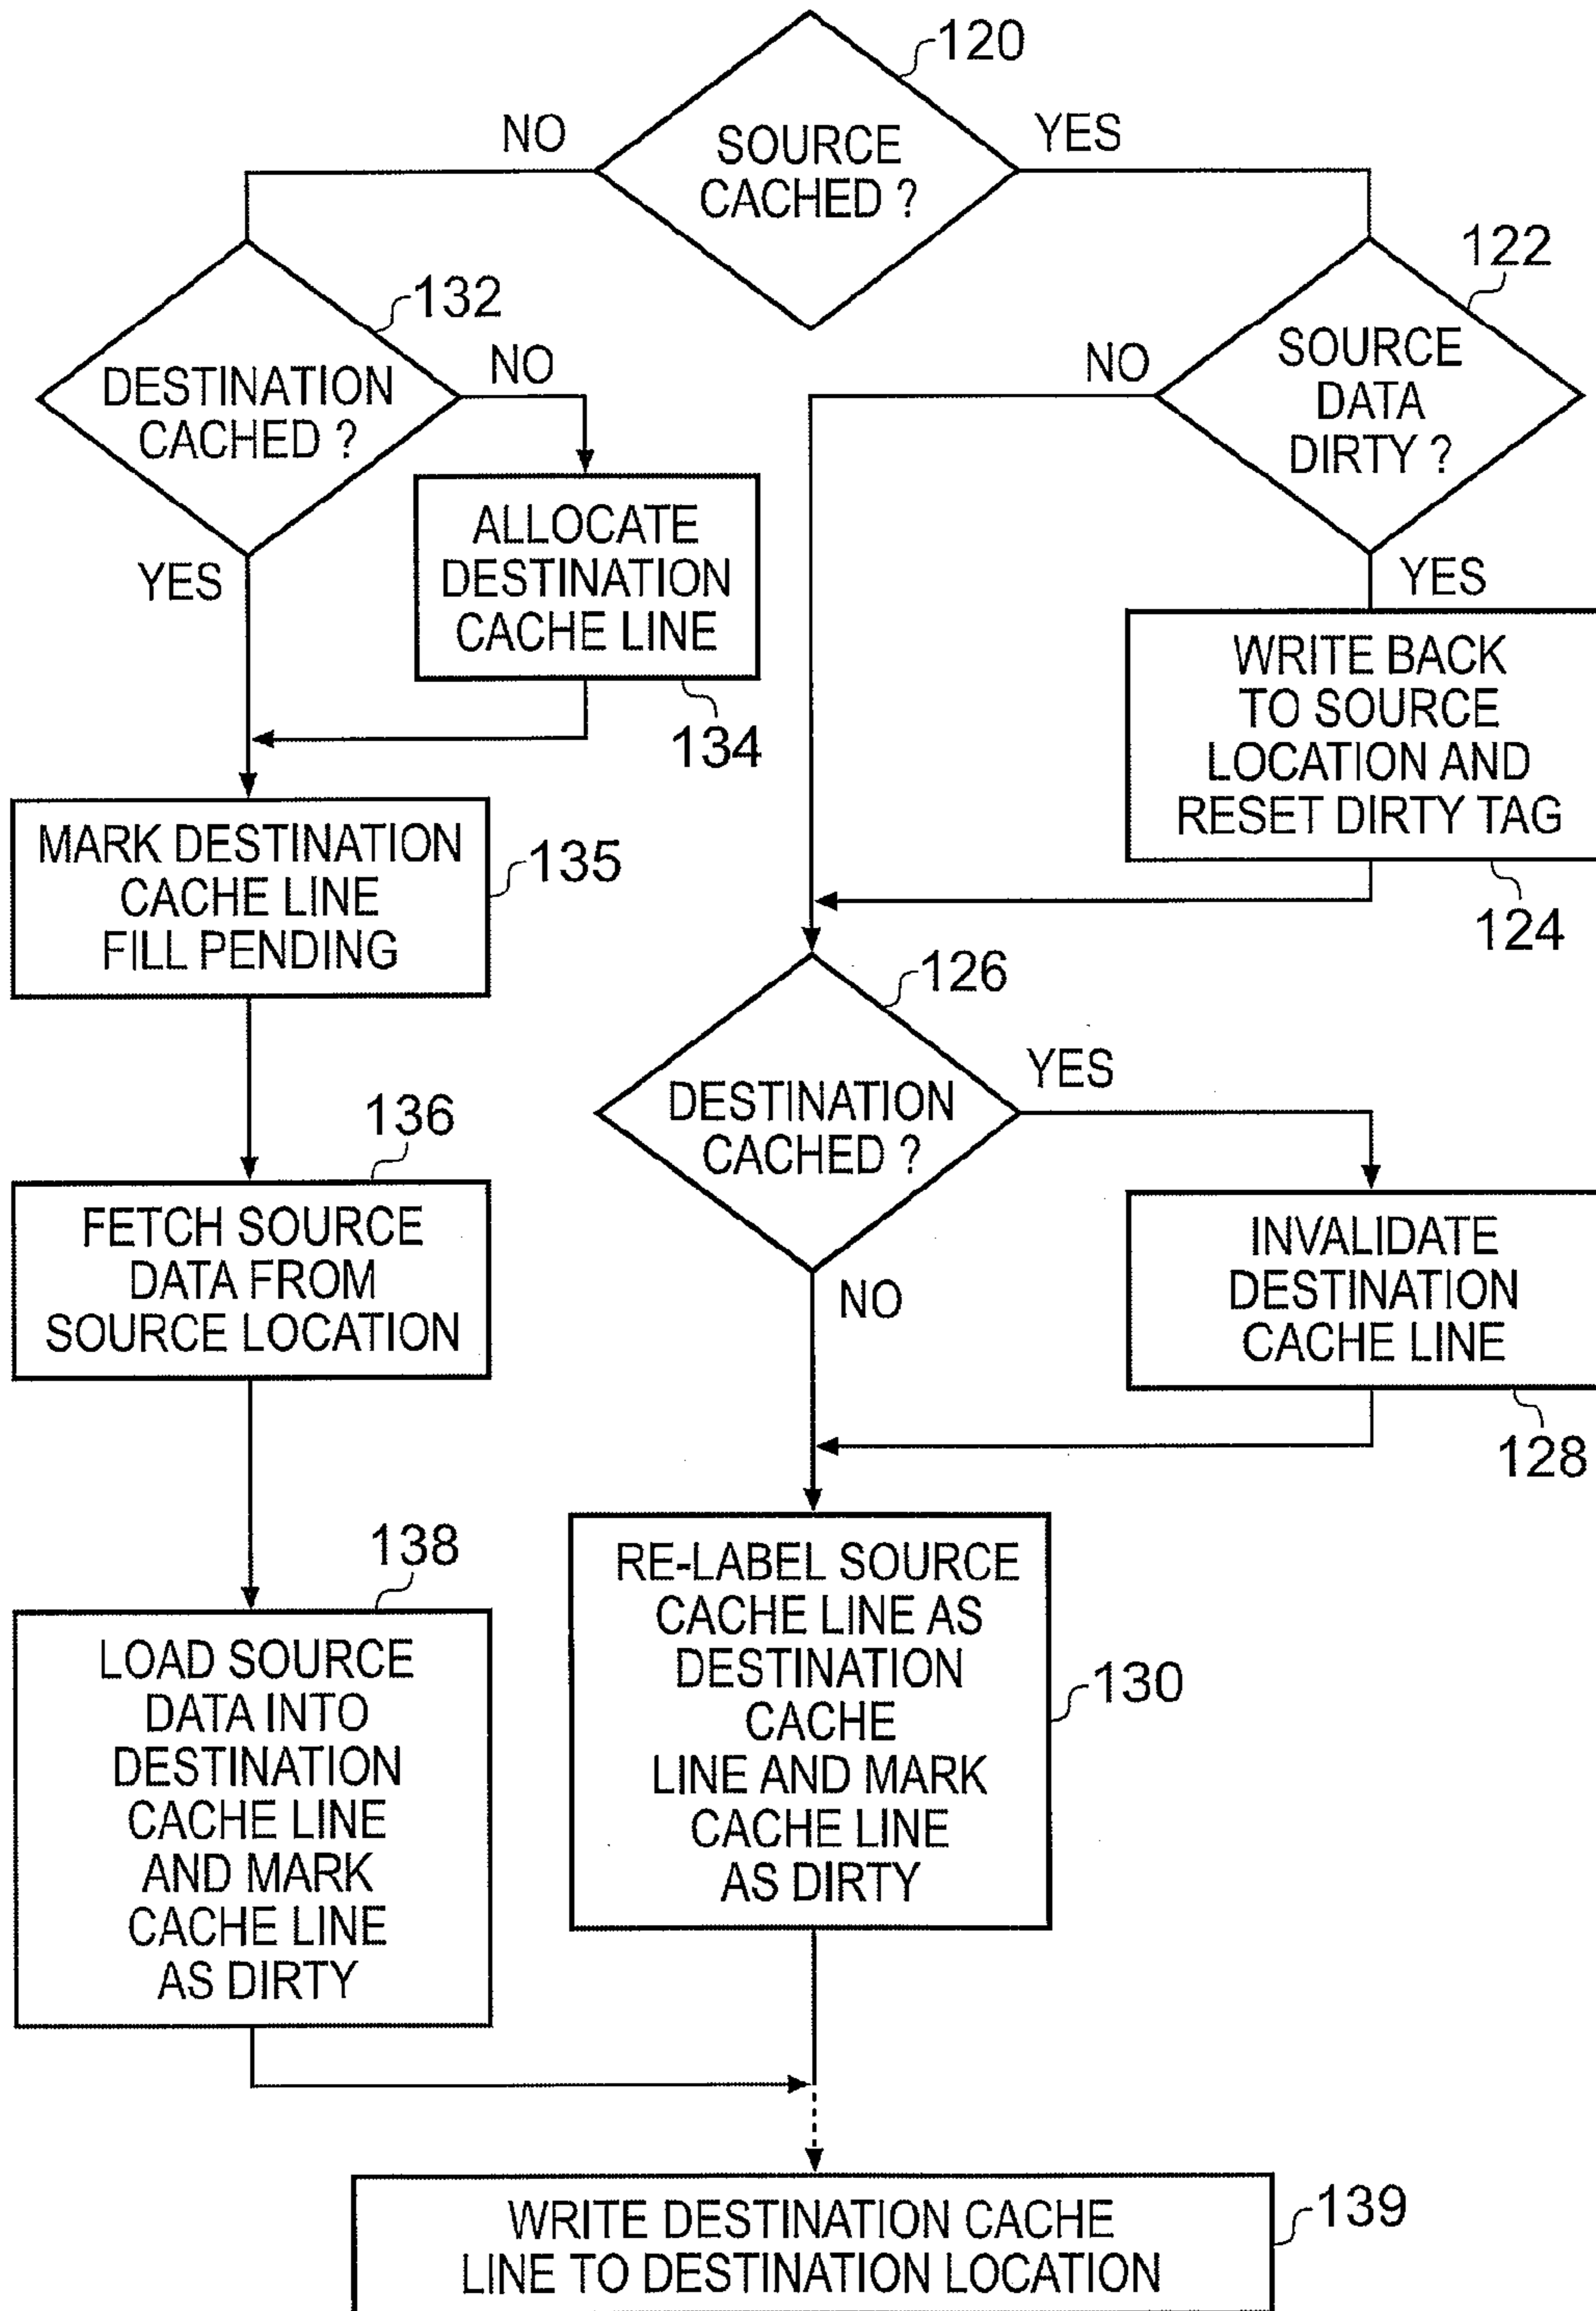 120
NO
SOURCE
CACHED ?
YES
132
DESTINATION
CACHED ?
NO
YES
122
NO
SOURCE
DATA
DIRTY ?
YES
ALLOCATE
DESTINATION
CACHE LINE
134
WRITE BACK
TO SOURCE
LOCATION AND
RESET DIRTY TAG
124
MARK DESTINATION
CACHE LINE
FILL PENDING
135
126
DESTINATION
CACHED ?
YES
NO
136
FETCH SOURCE
DATA FROM
SOURCE LOCATION
INVALIDATE
DESTINATION
CACHE LINE
128
138
LOAD SOURCE
DATA INTO
DESTINATION
CACHE LINE
AND MARK
CACHE LINE
AS DIRTY
RE-LABEL SOURCE
CACHE LINE AS
DESTINATION
CACHE
LINE AND MARK
CACHE LINE
AS DIRTY
130
WRITE DESTINATION CACHE
LINE TO DESTINATION LOCATION
139